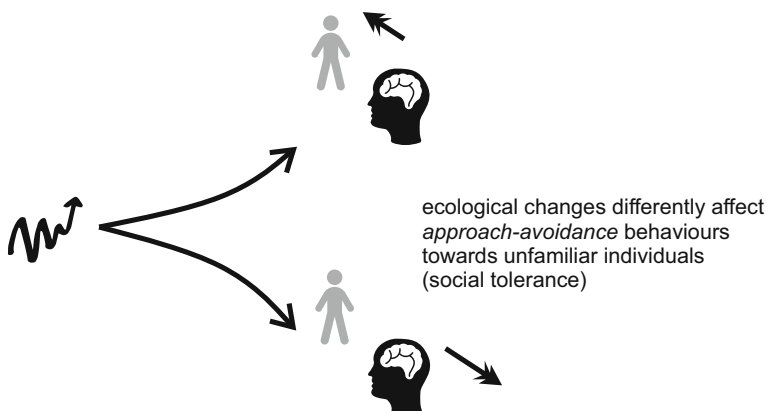 ecological changes differently affect
approach-avoidance behaviours
towards unfamiliar individuals
(social tolerance)